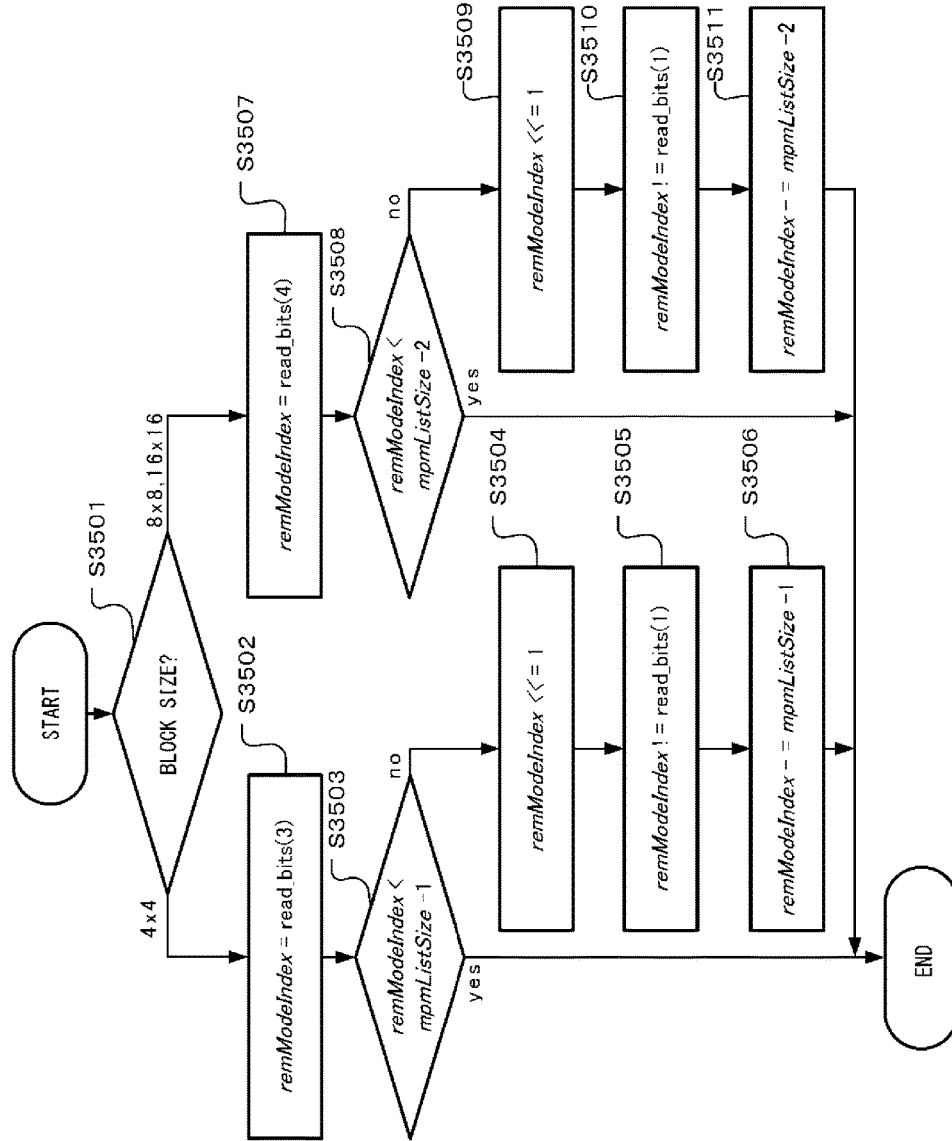 START
S3501
BLOCK SIZE?
4x4
8x8,16x16
S3502
remModeIndex = read_bits(3)
S3503
remModeIndex <
mpmListSize -1
no
yes
S3504
remModeIndex <<= 1
S3505
remModeIndex != read_bits(1)
S3506
remModeIndex -= mpmListSize -1
S3507
remModeIndex = read_bits(4)
S3508
remModeIndex <
mpmListSize -2
no
yes
S3509
remModeIndex <<= 1
S3510
remModeIndex != read_bits(1)
S3511
remModeIndex -= mpmListSize -2
END